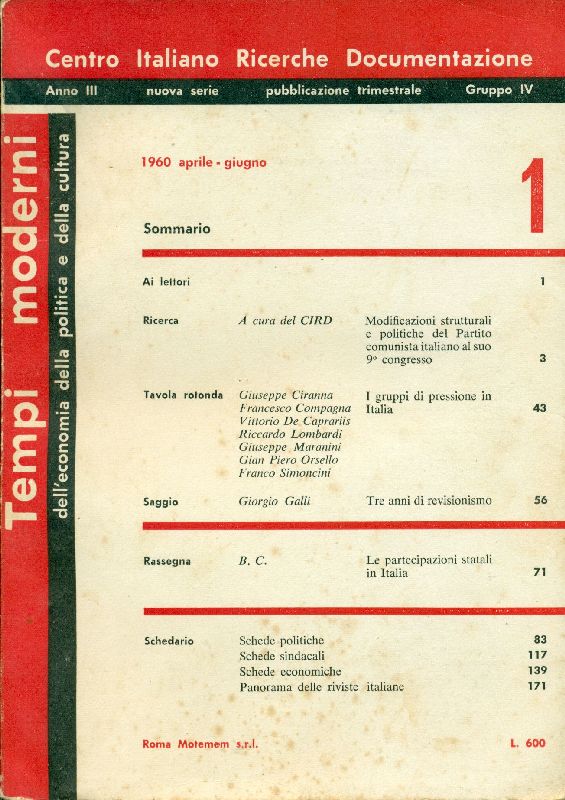 Centro Italiano Ricerche Documentazione
Anno III nuova serie pubblicazione trimestrale Gruppo IV
Tempi moderni
dell'economia della politica e della cultura
1960 aprile - giugno
1
Sommario
Ai lettori 1
Ricerca A cura del CIRD Modificazioni strutturali
e politiche del Partito
comunista italiano al suo
9º congresso 3
Tavola rotonda Giuseppe Ciranna I gruppi di pressione in
Francesco Compagna Italia 43
Vittorio De Caprariis
Riccardo Lombardi
Giuseppe Maranini
Gian Piero Orsello
Franco Simoncini
Saggio Giorgio Galli Tre anni di revisionismo 56
Rassegna B. C. Le partecipazioni statali
in Italia 71
Schedario Schede politiche 83
Schede sindacali 117
Schede economiche 139
Panorama delle riviste italiane 171
Roma Motemem s.r.l. L. 600